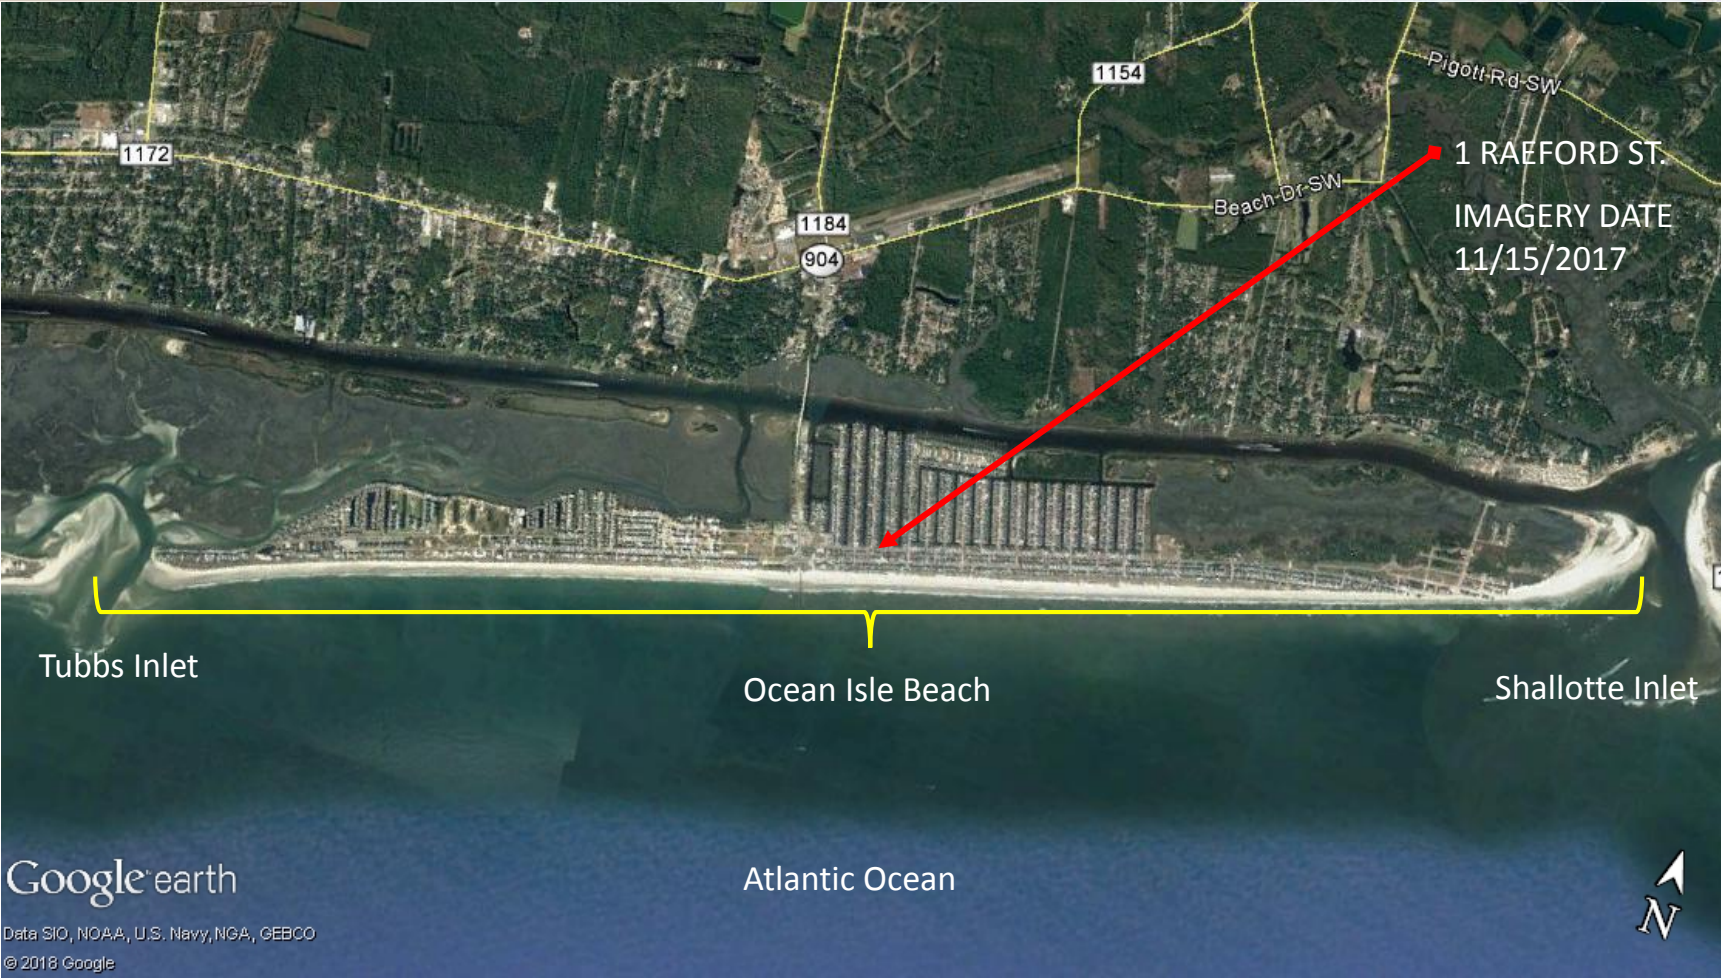 1154
Pigott Rd SW
1172
1 RAEFORD ST.
Beach Dr SW
IMAGERY DATE
11/15/2017
1184
904
Tubbs Inlet
Ocean Isle Beach
Shallotte Inlet
Atlantic Ocean
Google earth
N
Data SIO, NOAA, U.S. Navy, NGA, GEBCO
© 2018 Google